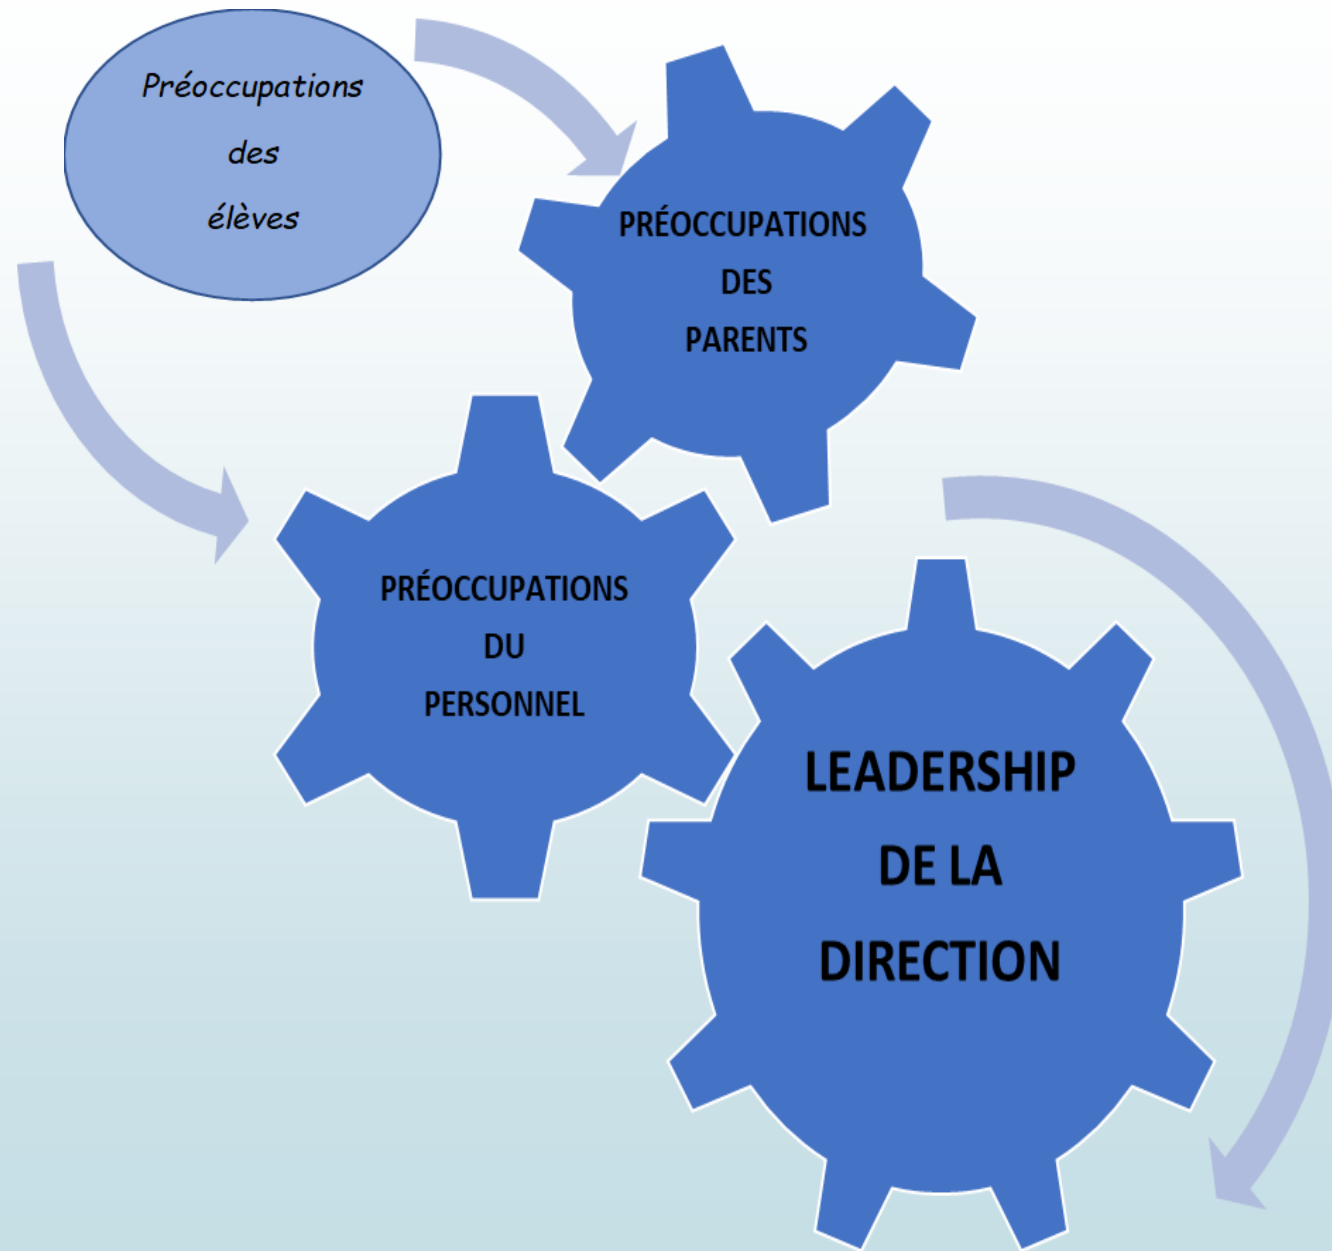 Préoccupations
des
élèves
PRÉOCCUPATIONS
DES
PARENTS
PRÉOCCUPATIONS
DU
PERSONNEL
LEADERSHIP
DE LA
DIRECTION